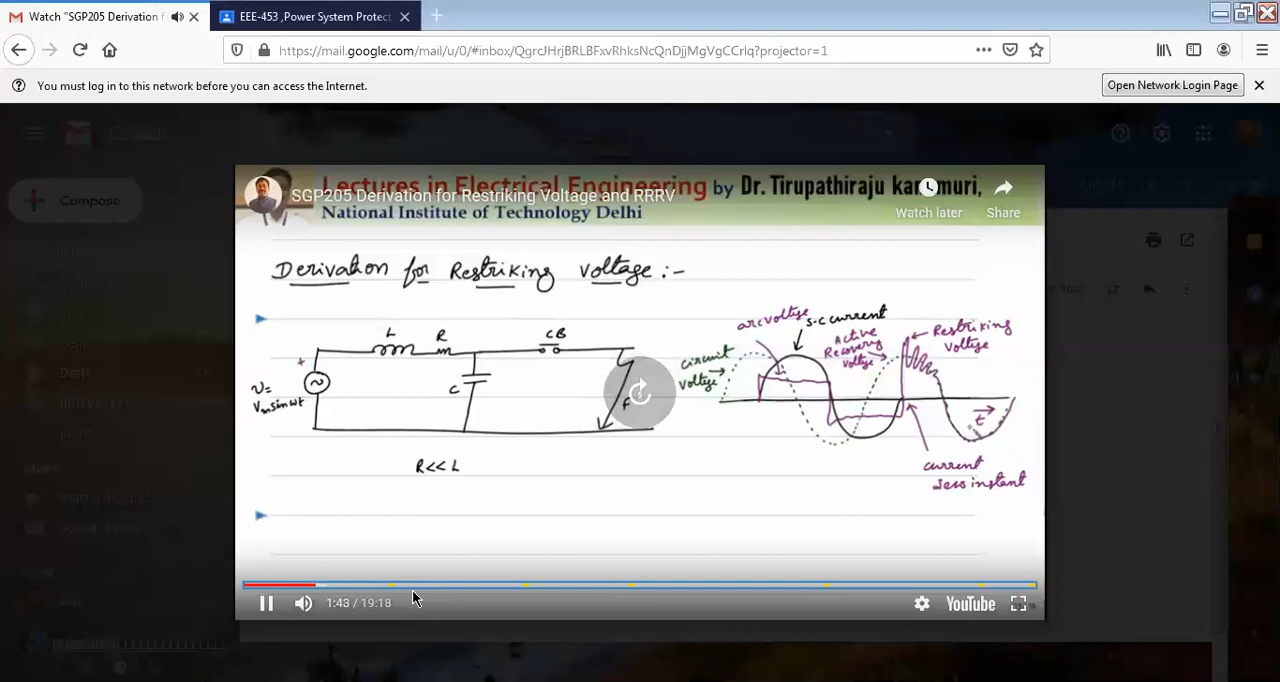 Watch "SGP205 Derivation f
EEE-453 ,Power System Protect
https://mail.google.com/mail/u/0/#inbox/QgrcJHrjBRLBFxvRhksNcQnDjjMgVgCCrlq?projector=1
You must log in to this network before you can access the Internet.
Open Network Login Page
Compose
Lectures in Electrical Engineering by Dr. Tirupathiraju kanumuri,
SGP205 Derivation for Restriking Voltage and RRRV
National Institute of Technology Delhi
Watch later
Share
Derivation for Restriking voltage :-
L
R
CB
+
v=
Vm sin wt
C
F
R<<L
arc voltage
s.c current
circuit
voltage
Active
Recovery
voltage
Restriking
Voltage
t
current
zero instant
1:43 / 19:18
YouTube